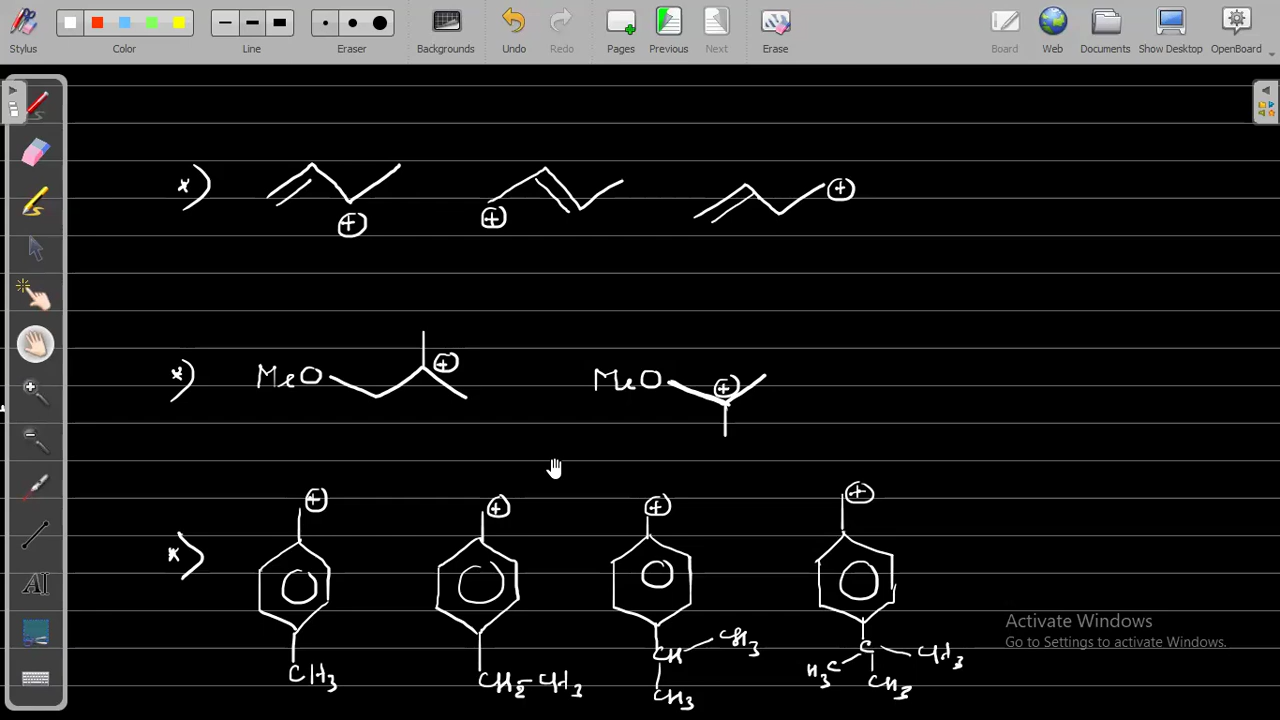 Stylus Color Line Eraser Backgrounds Undo Redo Pages Previous Next Erase Board Web Documents Show Desktop OpenBoard
*)
+ + +
*) MeO + MeO +
*) + + + +
CH3 CH2-CH3 CH CH3 CH3 C CH3 H3C CH3
AI
Activate Windows
Go to Settings to activate Windows.